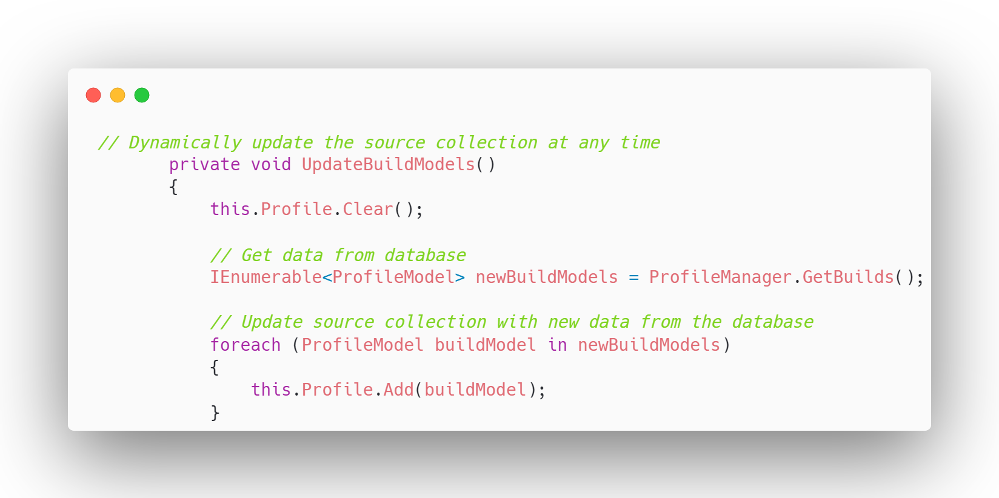 // Dynamically update the source collection at any time
       private void UpdateBuildModels()
       {
           this.Profile.Clear();

           // Get data from database
           IEnumerable<ProfileModel> newBuildModels = ProfileManager.GetBuilds();

           // Update source collection with new data from the database
           foreach (ProfileModel buildModel in newBuildModels)
           {
               this.Profile.Add(buildModel);
           }